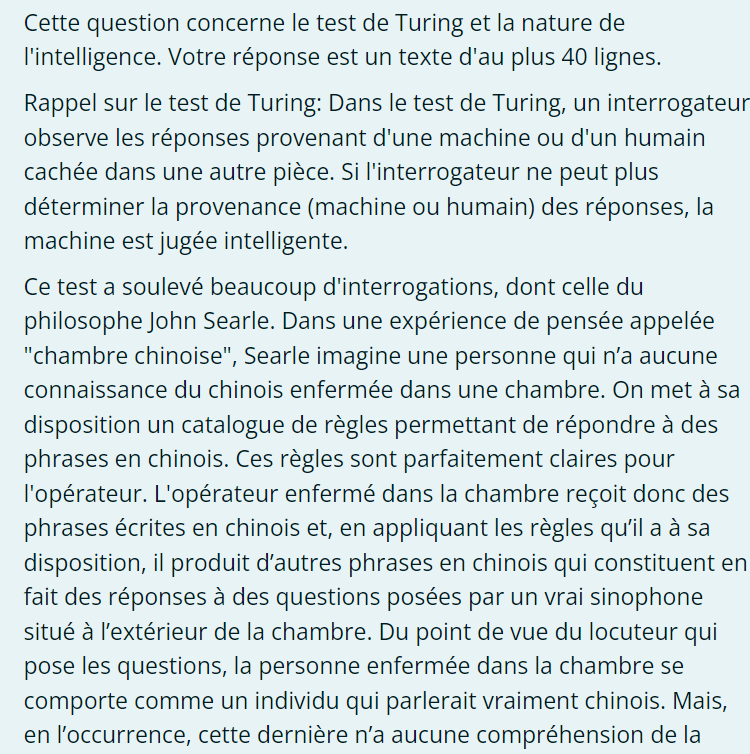 Cette question concerne le test de Turing et la nature de
l'intelligence. Votre réponse est un texte d'au plus 40 lignes.
Rappel sur le test de Turing: Dans le test de Turing, un interrogateur
observe les réponses provenant d'une machine ou d'un humain
cachée dans une autre pièce. Si l'interrogateur ne peut plus
déterminer la provenance (machine ou humain) des réponses, la
machine est jugée intelligente.
Ce test a soulevé beaucoup d'interrogations, dont celle du
philosophe John Searle. Dans une expérience de pensée appelée
"chambre chinoise", Searle imagine une personne qui n’a aucune
connaissance du chinois enfermée dans une chambre. On met à sa
disposition un catalogue de règles permettant de répondre à des
phrases en chinois. Ces règles sont parfaitement claires pour
l'opérateur. L'opérateur enfermé dans la chambre reçoit donc des
phrases écrites en chinois et, en appliquant les règles qu’il a à sa
disposition, il produit d’autres phrases en chinois qui constituent en
fait des réponses à des questions posées par un vrai sinophone
situé à l’extérieur de la chambre. Du point de vue du locuteur qui
pose les questions, la personne enfermée dans la chambre se
comporte comme un individu qui parlerait vraiment chinois. Mais,
en l’occurrence, cette dernière n’a aucune compréhension de la